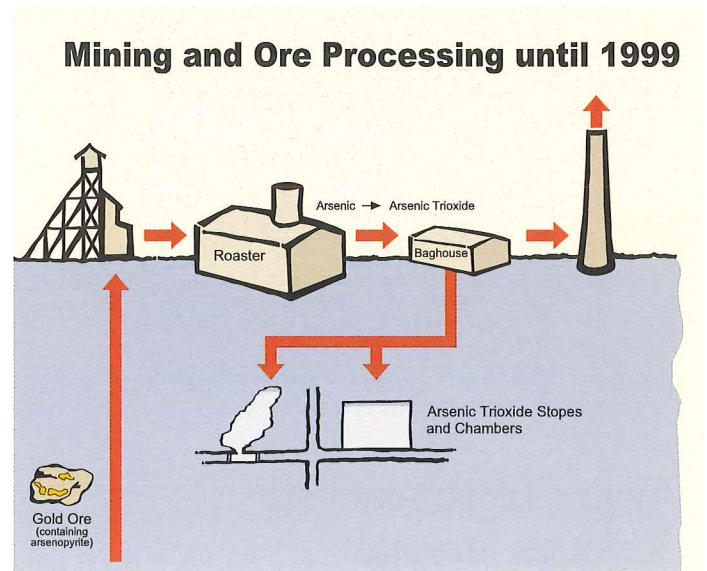 Mining and Ore Processing until 1999
Arsenic → Arsenic Trioxide
Roaster
Baghouse
Arsenic Trioxide Stopes
and Chambers
Gold Ore
(containing
arsenopyrite)